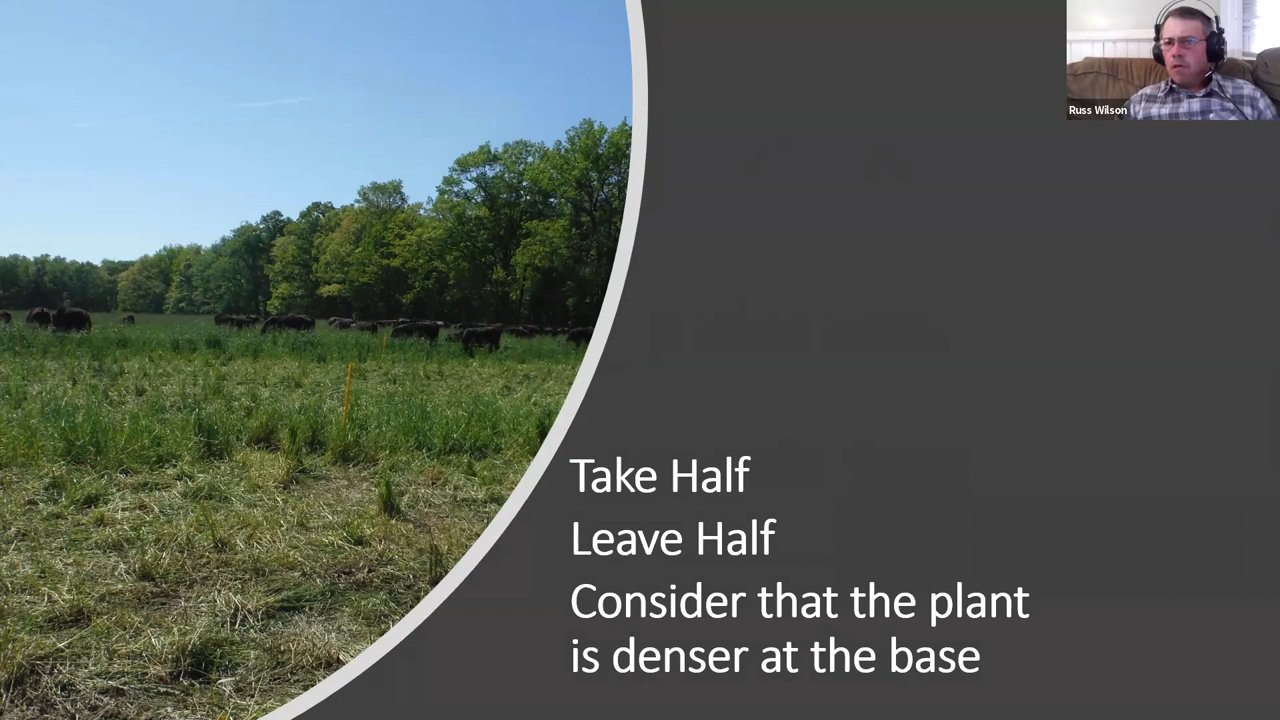 Russ Wilson
Take Half
Leave Half
Consider that the plant
is denser at the base